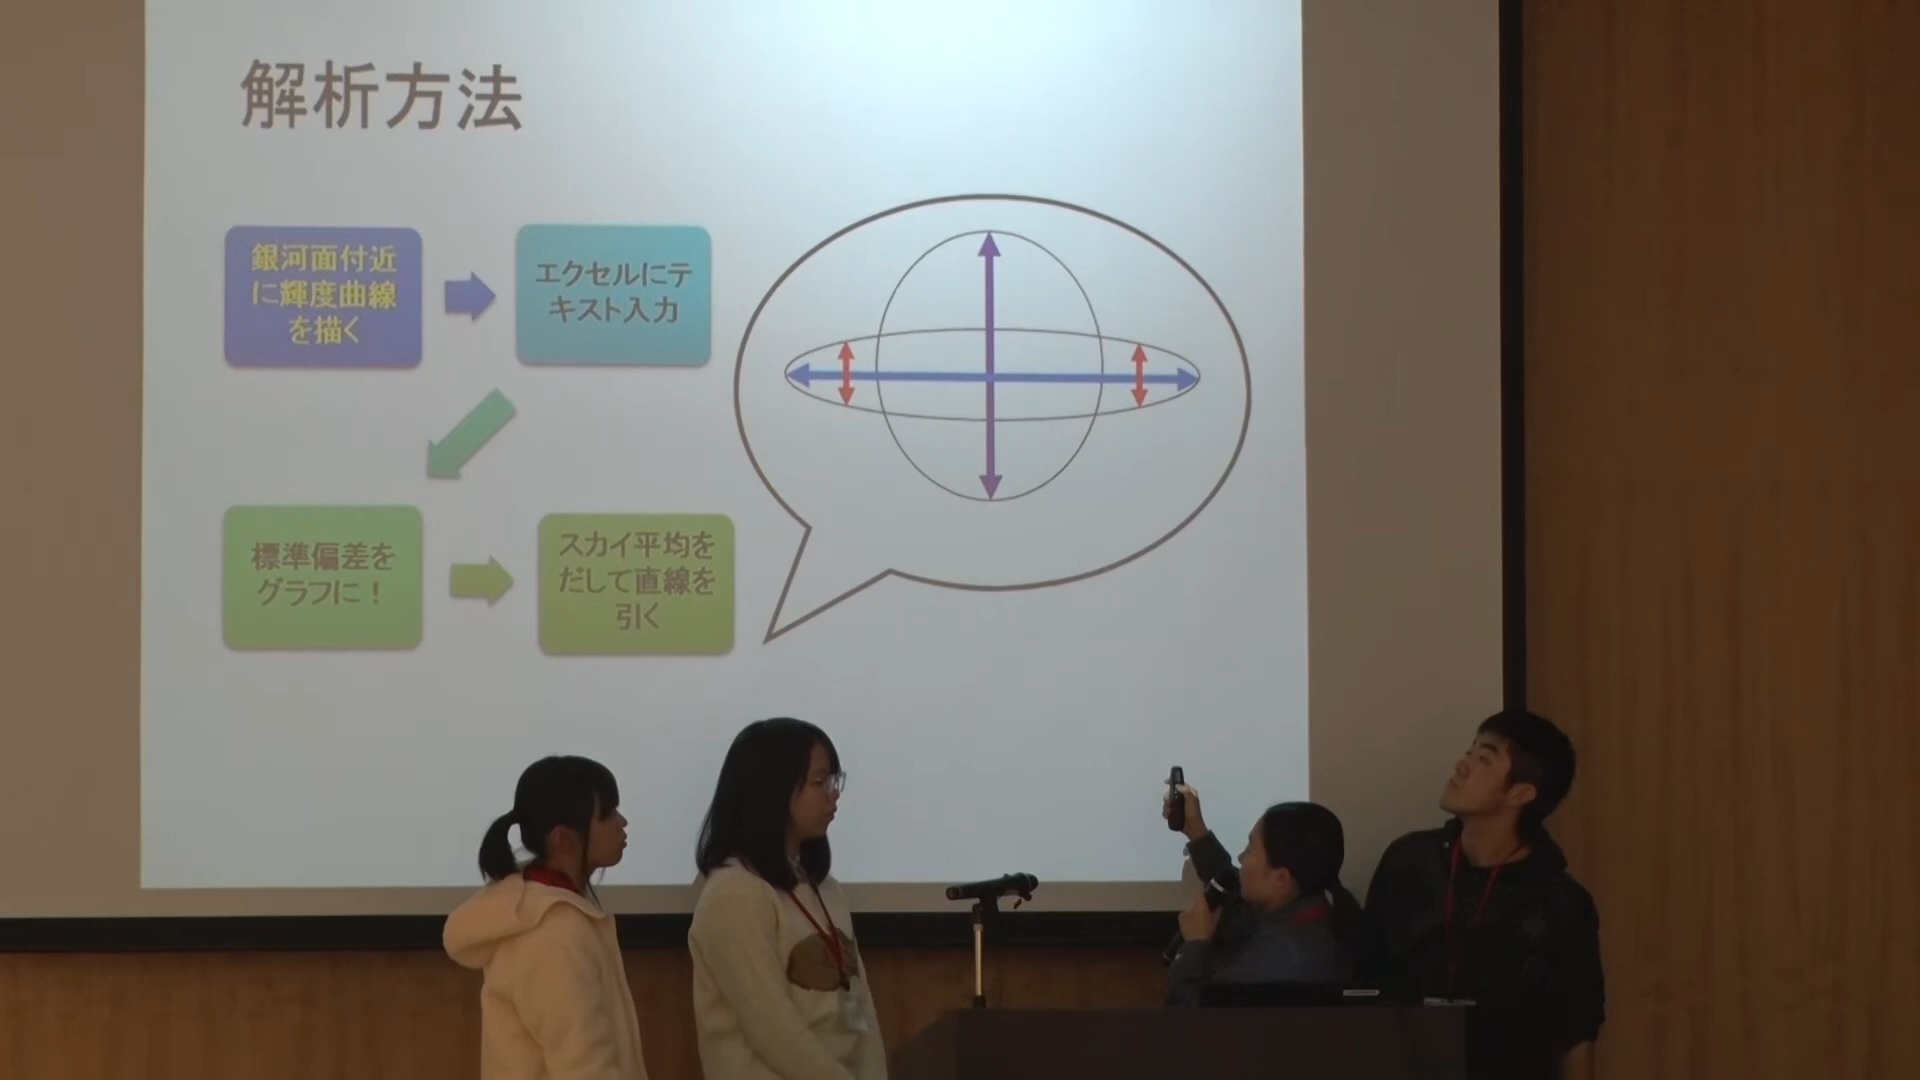 解析方法
銀河面付近
に輝度曲線
を描く
エクセルにテ
キスト入力
標準偏差を
グラフに！
スカイ平均を
だして直線を
引く